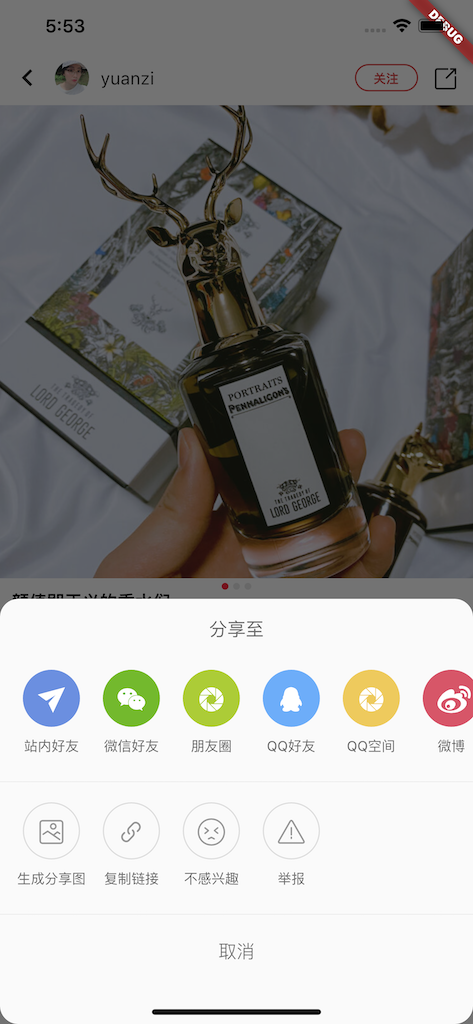 5:53
DEBUG
yuanzi
关注
LORD GEORGE
THE TRAGEDY OF
PORTRAITS
PENHALIGON'S
THE TRAGEDY OF
LORD GEORGE
分享至
站内好友
微信好友
朋友圈
QQ好友
QQ空间
微博
生成分享图
复制链接
不感兴趣
举报
取消